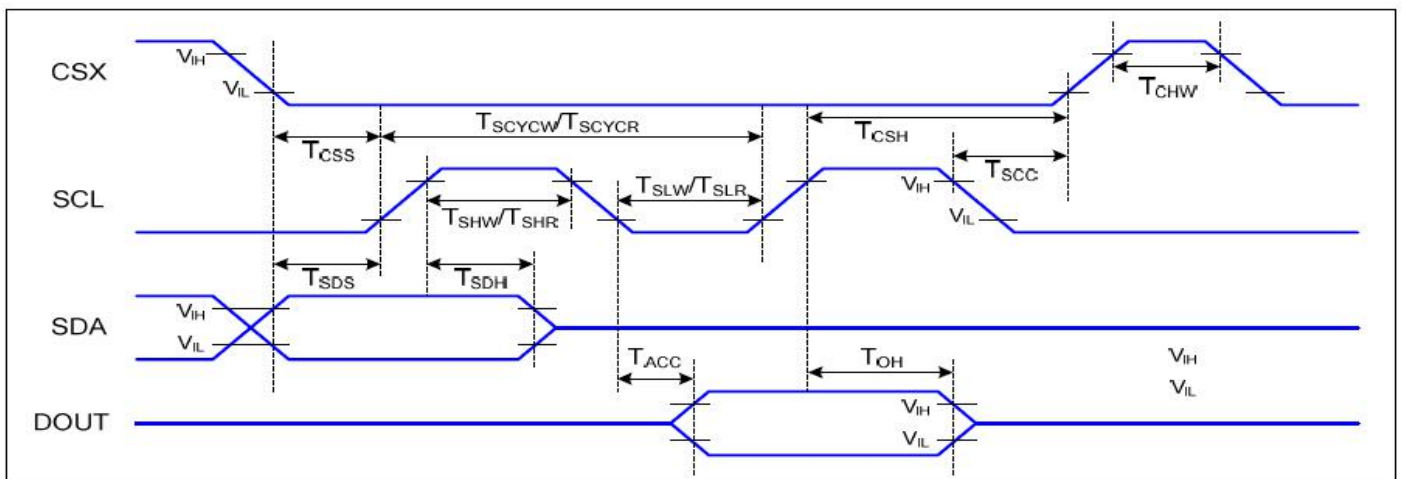 CSX
VIH
VIL
TCSS
TSCYCW/TSCYCR
TCSH
TCHW
TSCC
SCL
TSHW/TSHR
TSLW/TSLR
VIH
VIL
TSDS
TSDH
SDA
VIH
VIL
TACC
TOH
VIH
VIL
DOUT
VIH
VIL